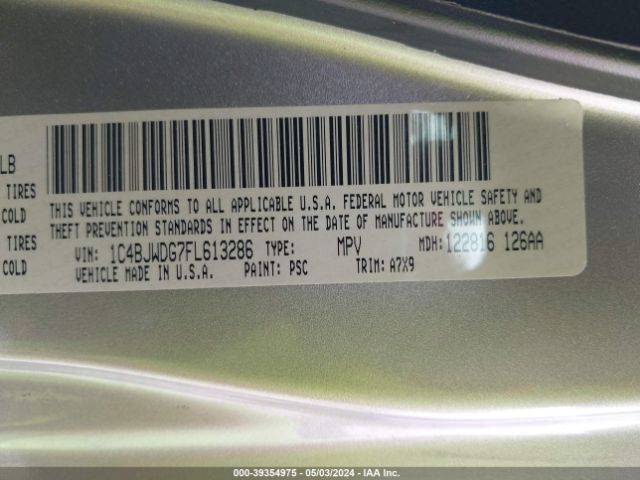 LB
TIRES
COLD
TIRES
COLD
THIS VEHICLE CONFORMS TO ALL APPLICABLE U.S.A. FEDERAL MOTOR VEHICLE SAFETY AND
THEFT PREVENTION STANDARDS IN EFFECT ON THE DATE OF MANUFACTURE SHOWN ABOVE.
VIN: 1C4BJWDG7FL613286 TYPE: MPV MDH: 122816 126AA
VEHICLE MADE IN U.S.A. PAINT: PSC TRIM: A7X9
000-39354975 - 05/03/2024 - IAA Inc.